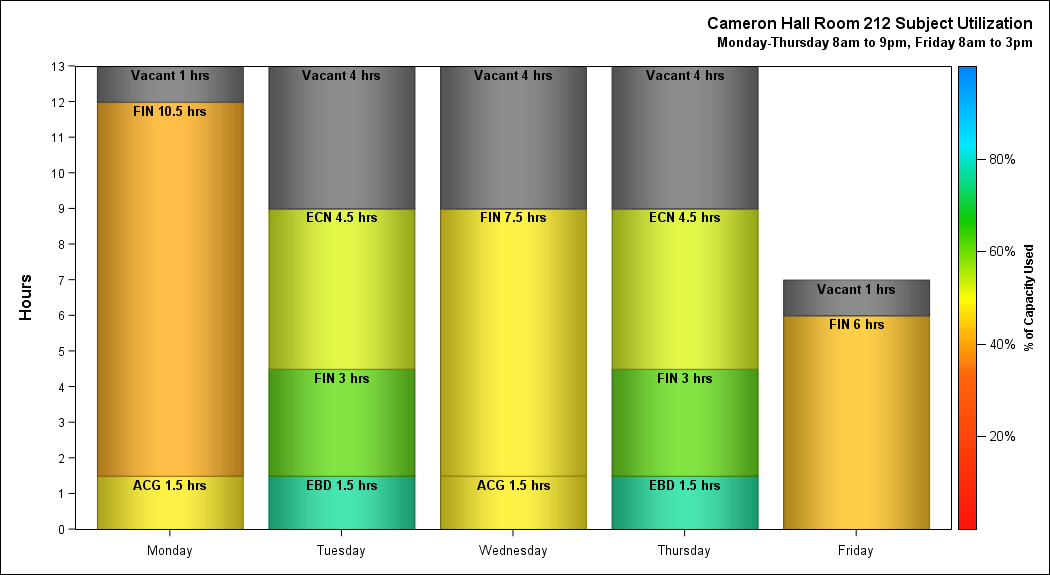 Cameron Hall Room 212 Subject Utilization
Monday-Thursday 8am to 9pm, Friday 8am to 3pm
13
12
11
10
9
8
7
6
5
4
3
2
1
0
Hours
Vacant 1 hrs
FIN 10.5 hrs
ACG 1.5 hrs
Vacant 4 hrs
ECN 4.5 hrs
FIN 3 hrs
EBD 1.5 hrs
Vacant 4 hrs
FIN 7.5 hrs
ACG 1.5 hrs
Vacant 4 hrs
ECN 4.5 hrs
FIN 3 hrs
EBD 1.5 hrs
Vacant 1 hrs
FIN 6 hrs
Monday
Tuesday
Wednesday
Thursday
Friday
80%
60%
40%
20%
% of Capacity Used